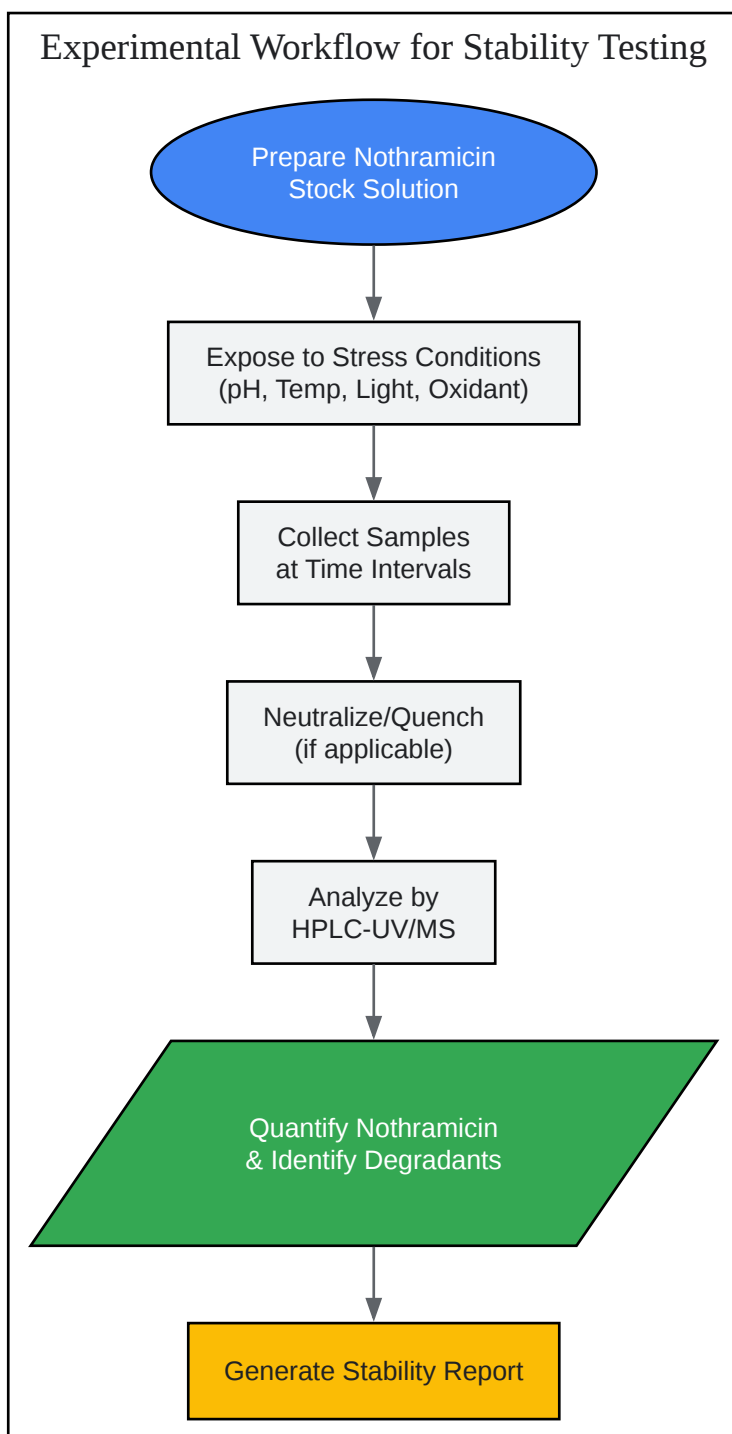 Experimental Workflow for Stability Testing
Prepare Nothramicin
Stock Solution
Expose to Stress Conditions
(pH, Temp, Light, Oxidant)
Collect Samples
at Time Intervals
Neutralize/Quench
(if applicable)
Analyze by
HPLC-UV/MS
Quantify Nothramicin
& Identify Degradants
Generate Stability Report